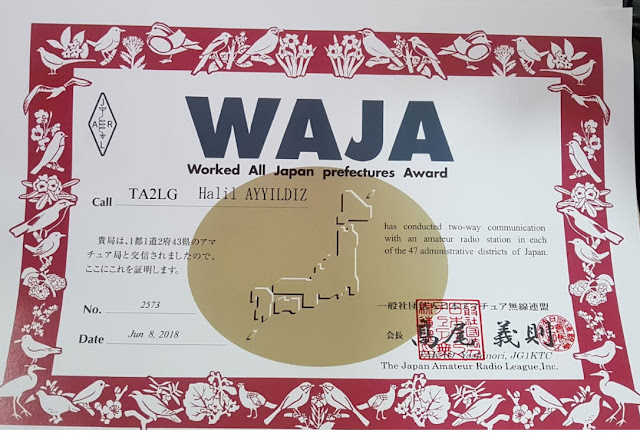 J
A R
L
WAJA
Worked All Japan prefectures Award
Call TA2LG Halil AYYILDIZ
貴局は、1都1道2府43県のアマ
チュア局と交信されましたので、
ここにこれを証明します。
has conducted two-way communication
with an amateur radio station in each
of the 47 administrative districts of Japan.
No. 2573
Date Jun 8, 2018
一般社団法人日本アマチュア無線連盟
会長 髙尾 義則
JG1KTC
The Japan Amateur Radio League,Inc.